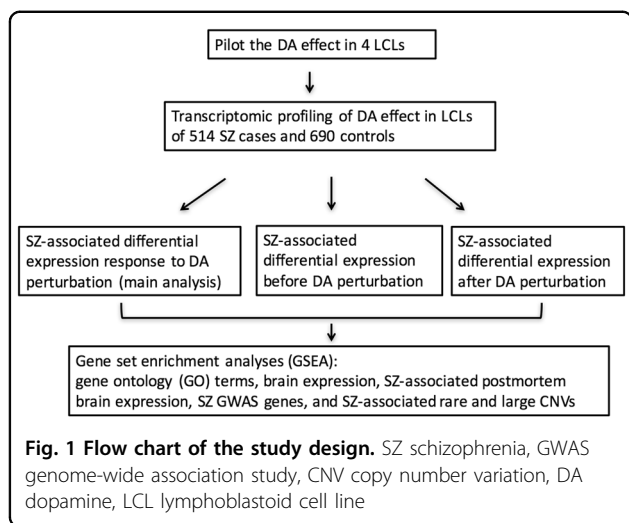 Pilot the DA effect in 4 LCLs
Transcriptomic profiling of DA effect in LCLs
of 514 SZ cases and 690 controls
SZ-associated differential
expression response to DA
perturbation (main analysis)
SZ-associated
differential expression
before DA perturbation
SZ-associated
differential expression
after DA perturbation
Gene set enrichment analyses (GSEA):
gene ontology (GO) terms, brain expression, SZ-associated postmortem
brain expression, SZ GWAS genes, and SZ-associated rare and large CNVs
Fig. 1 Flow chart of the study design. SZ schizophrenia, GWAS
genome-wide association study, CNV copy number variation, DA
dopamine, LCL lymphoblastoid cell line